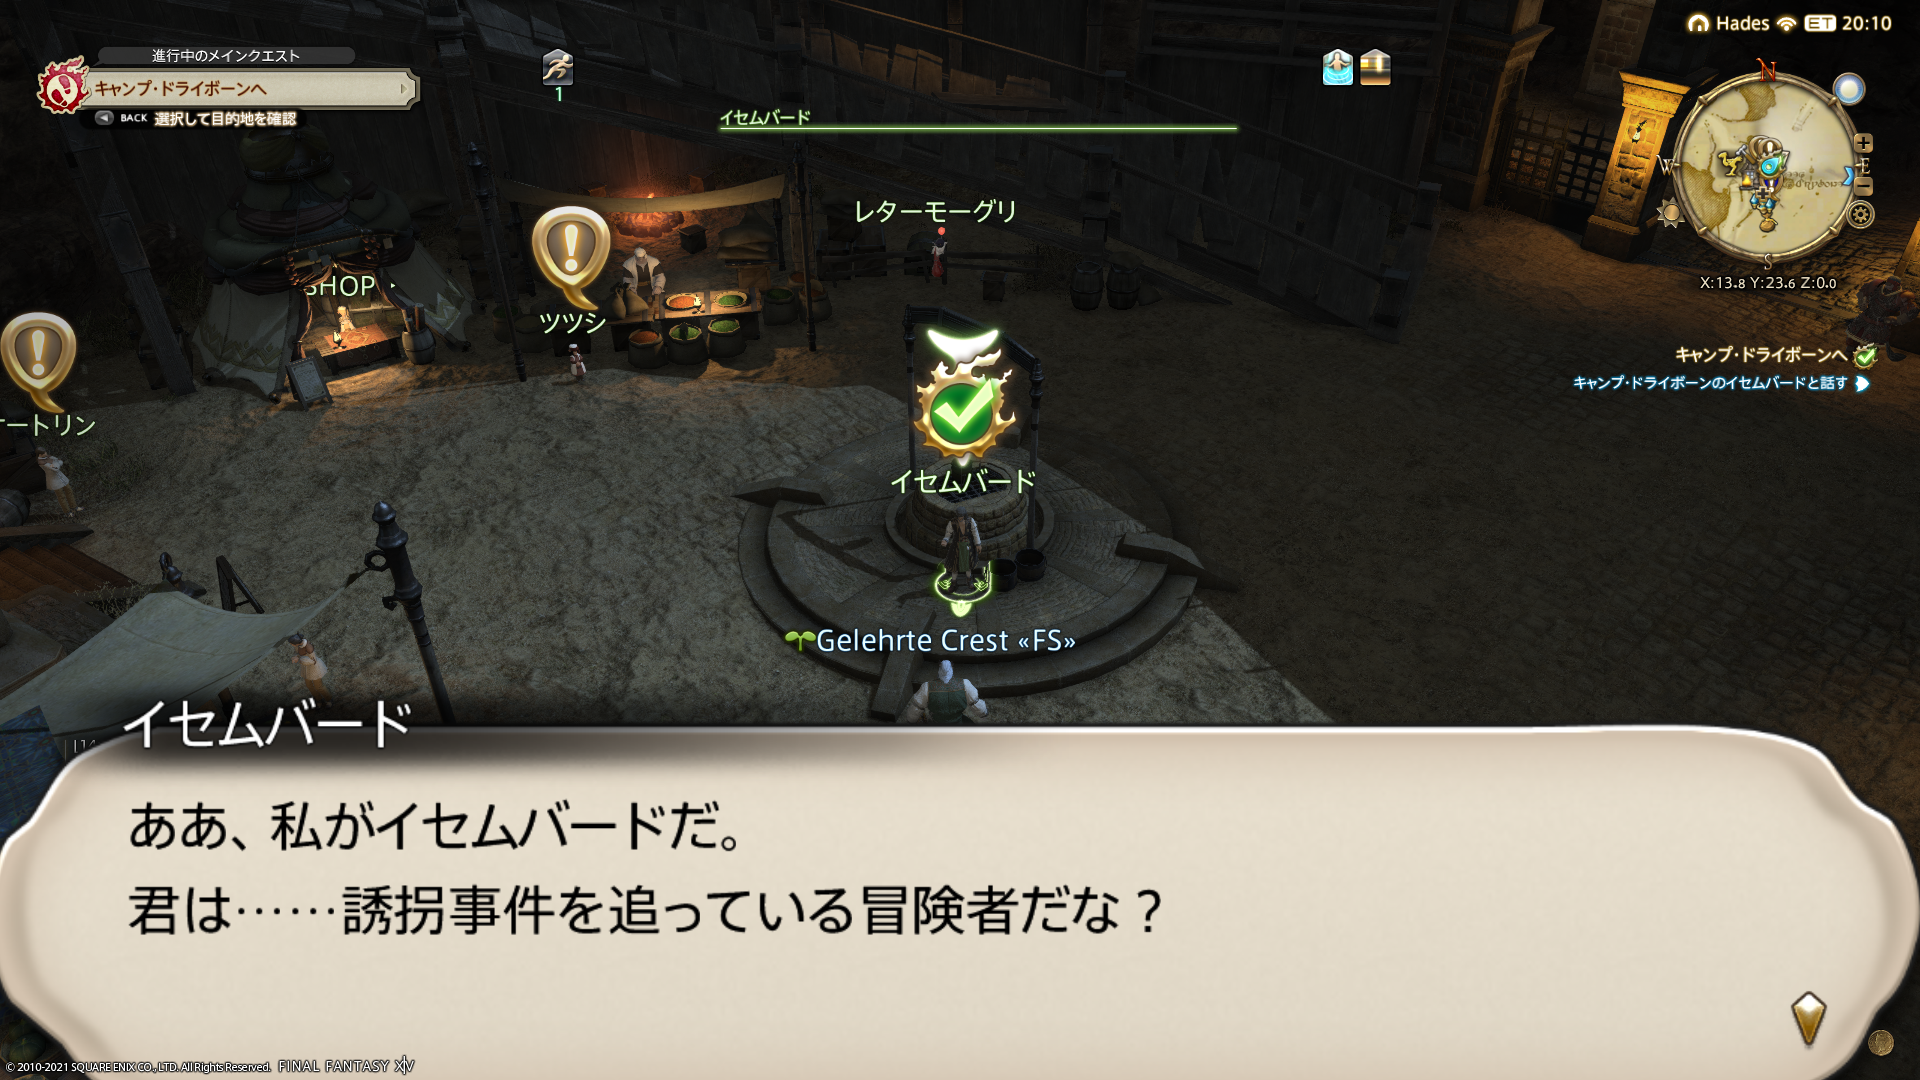 Hades ET 20:10
進行中のメインクエスト
キャンプ・ドライボーンへ
BACK 選択して目的地を確認
1
イセムバード
N
W
E
S
X:13.8 Y:23.6 Z:0.0
レターモーグリ
SHOP
ツツシ
ートリン
キャンプ・ドライボーンへ
キャンプ・ドライボーンのイセムバードと話す
イセムバード
Gelehrte Crest «FS»
イセムバード
ああ、私がイセムバードだ。
君は……誘拐事件を追っている冒険者だな？
© 2010-2021 SQUARE ENIX CO., LTD. All Rights Reserved. FINAL FANTASY XIV